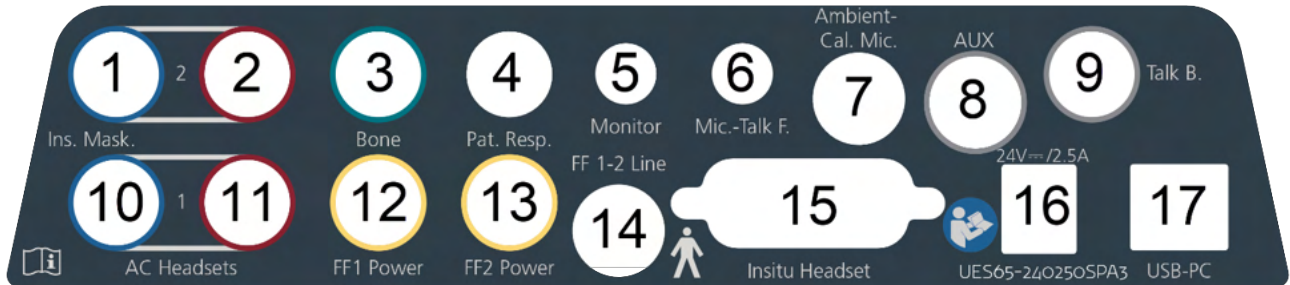 Ambient-
Cal. Mic.
AUX
1
2
2
3
4
5
6
7
8
9
Talk B.
Ins. Mask.
Bone
Pat. Resp.
Monitor
Mic.-Talk F.
FF 1-2 Line
24V⎓/2.5A
10
1
11
12
13
14
15
16
17
AC Headsets
FF1 Power
FF2 Power
Insitu Headset
UES65-240250SPA3
USB-PC